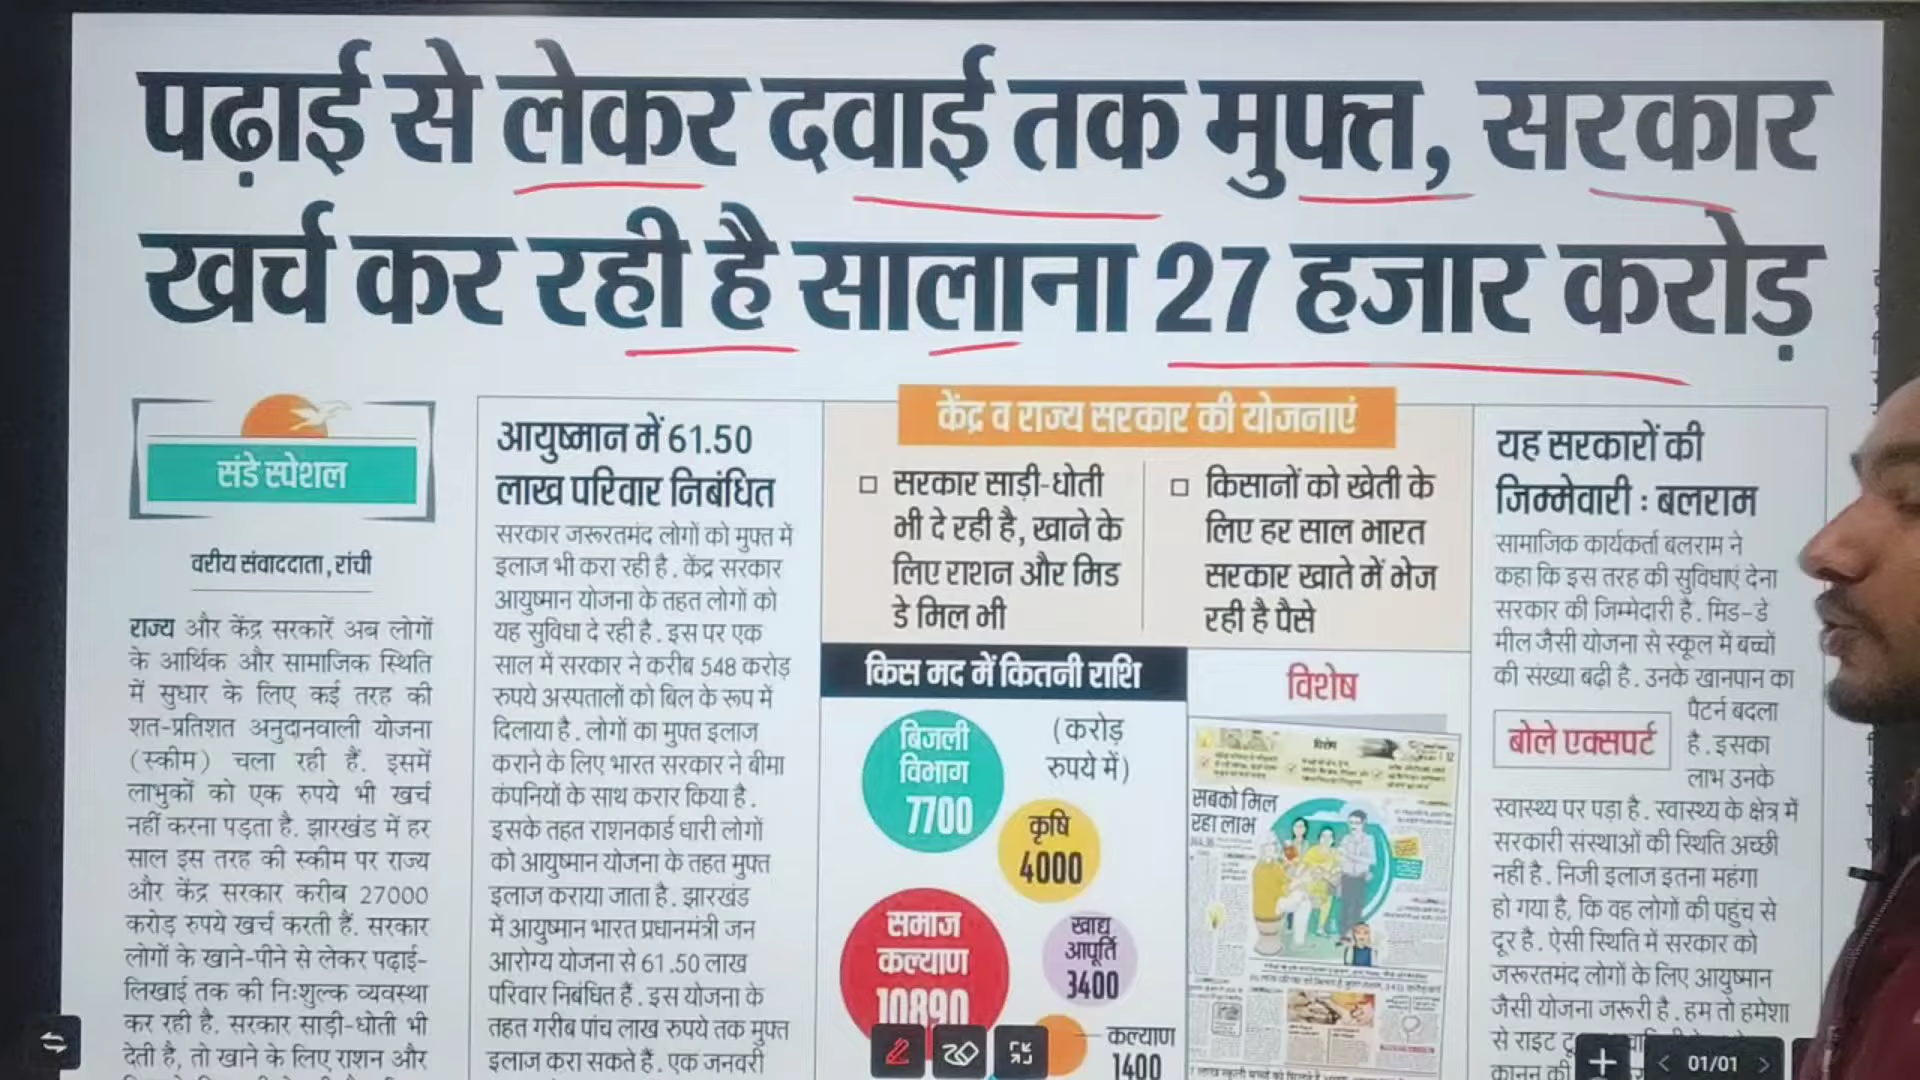 पढ़ाई से लेकर दवाई तक मुफ्त, सरकार
खर्च कर रही है सालाना 27 हजार करोड़
संडे स्पेशल
वरीय संवाददाता, रांची
राज्य और केंद्र सरकारें अब लोगों
के आर्थिक और सामाजिक स्थिति
में सुधार के लिए कई तरह की
शत-प्रतिशत अनुदानवाली योजना
(स्कीम) चला रही हैं. इसमें
लाभुकों को एक रुपये भी खर्च
नहीं करना पड़ता है. झारखंड में हर
साल इस तरह की स्कीम पर राज्य
और केंद्र सरकार करीब 27000
करोड़ रुपये खर्च करती हैं. सरकार
लोगों के खाने-पीने से लेकर पढ़ाई-
लिखाई तक की निःशुल्क व्यवस्था
कर रही है. सरकार साड़ी-धोती भी
देती है, तो खाने के लिए राशन और
आयुष्मान में 61.50
लाख परिवार निबंधित
सरकार जरूरतमंद लोगों को मुफ्त में
इलाज भी करा रही है. केंद्र सरकार
आयुष्मान योजना के तहत लोगों को
यह सुविधा दे रही है. इस पर एक
साल में सरकार ने करीब 548 करोड़
रुपये अस्पतालों को बिल के रूप में
दिलाया है. लोगों का मुफ्त इलाज
कराने के लिए भारत सरकार ने बीमा
कंपनियों के साथ करार किया है.
इसके तहत राशनकार्ड धारी लोगों
को आयुष्मान योजना के तहत मुफ्त
इलाज कराया जाता है. झारखंड
में आयुष्मान भारत प्रधानमंत्री जन
आरोग्य योजना से 61.50 लाख
परिवार निबंधित हैं. इस योजना के
तहत गरीब पांच लाख रुपये तक मुफ्त
इलाज करा सकते हैं. एक जनवरी
केंद्र व राज्य सरकार की योजनाएं
सरकार साड़ी-धोती
भी दे रही है, खाने के
लिए राशन और मिड
डे मिल भी
किसानों को खेती के
लिए हर साल भारत
सरकार खाते में भेज
रही है पैसे
किस मद में कितनी राशि
(करोड़
रुपये में)
बिजली
विभाग
7700
कृषि
4000
समाज
कल्याण
10890
खाद्य
आपूर्ति
3400
कल्याण
1400
विशेष
विशेष
सबको मिल
रहा लाभ
यह सरकारों की
जिम्मेवारी : बलराम
सामाजिक कार्यकर्ता बलराम ने
कहा कि इस तरह की सुविधाएं देना
सरकार की जिम्मेदारी है. मिड-डे
मील जैसी योजना से स्कूल में बच्चों
की संख्या बढ़ी है. उनके खानपान का
पैटर्न बदला
है. इसका
लाभ उनके
बोले एक्सपर्ट
स्वास्थ्य पर पड़ा है. स्वास्थ्य के क्षेत्र में
सरकारी संस्थाओं की स्थिति अच्छी
नहीं है. निजी इलाज इतना महंगा
हो गया है, कि वह लोगों की पहुंच से
दूर है. ऐसी स्थिति में सरकार को
जरूरतमंद लोगों के लिए आयुष्मान
जैसी योजना जरूरी है. हम तो हमेशा
से राइट टू
कानून की
01/01